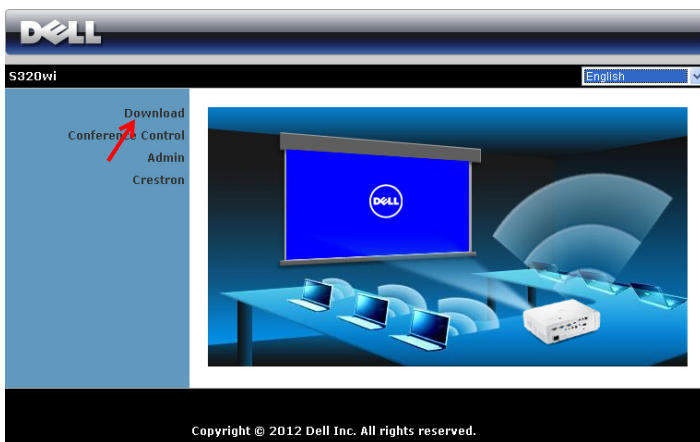 DELL
S320wi
English
Download
Conference Control
Admin
Crestron
DELL
Copyright © 2012 Dell Inc. All rights reserved.